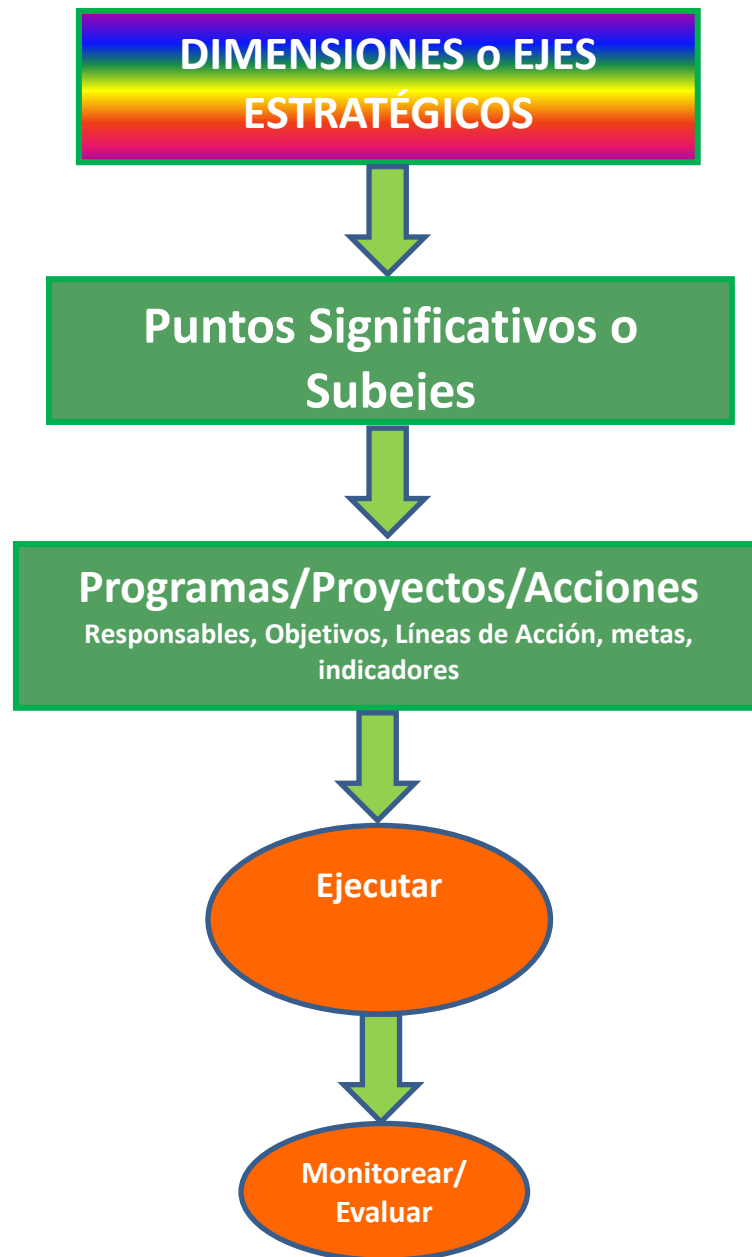 DIMENSIONES o EJES
ESTRATÉGICOS
Puntos Significativos o
Subejes
Programas/Proyectos/Acciones
Responsables, Objetivos, Líneas de Acción, metas,
indicadores
Ejecutar
Monitorear/
Evaluar